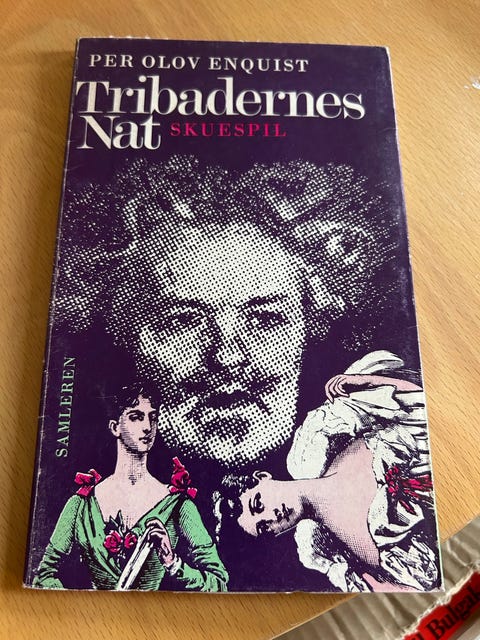 PER OLOV ENQUIST
Tribadernes
Nat SKUESPIL
SAMLEREN